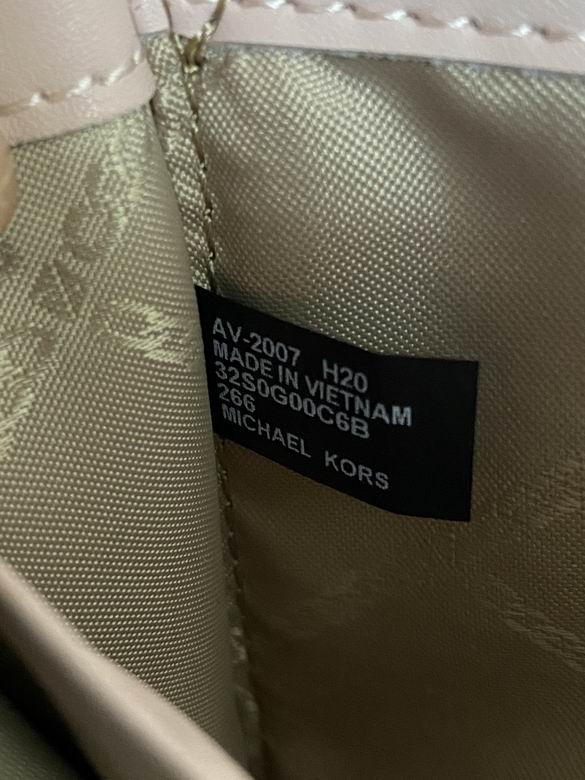 AV-2007 H20
MADE IN VIETNAM
32S0G00C6B
266
MICHAEL KORS